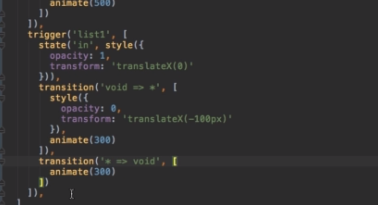 animate(500)
])
]),
trigger('list1', [
state('in', style({
opacity: 1,
transform: 'translateX(0)'
})),
transition('void => *', [
style({
opacity: 0,
transform: 'translateX(-100px)'
}),
animate(300)
]),
transition('* => void', [
animate(300)
])
]),
]